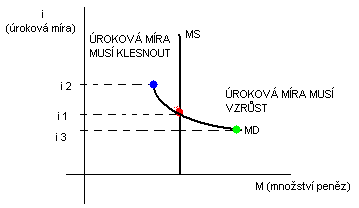 i
(úroková míra)
ÚROKOVÁ MÍRA
MUSÍ KLESNOUT
MS
i 2
ÚROKOVÁ MÍRA MUSÍ
VZRŮST
i 1
i 3
MD
M (množství peněz)